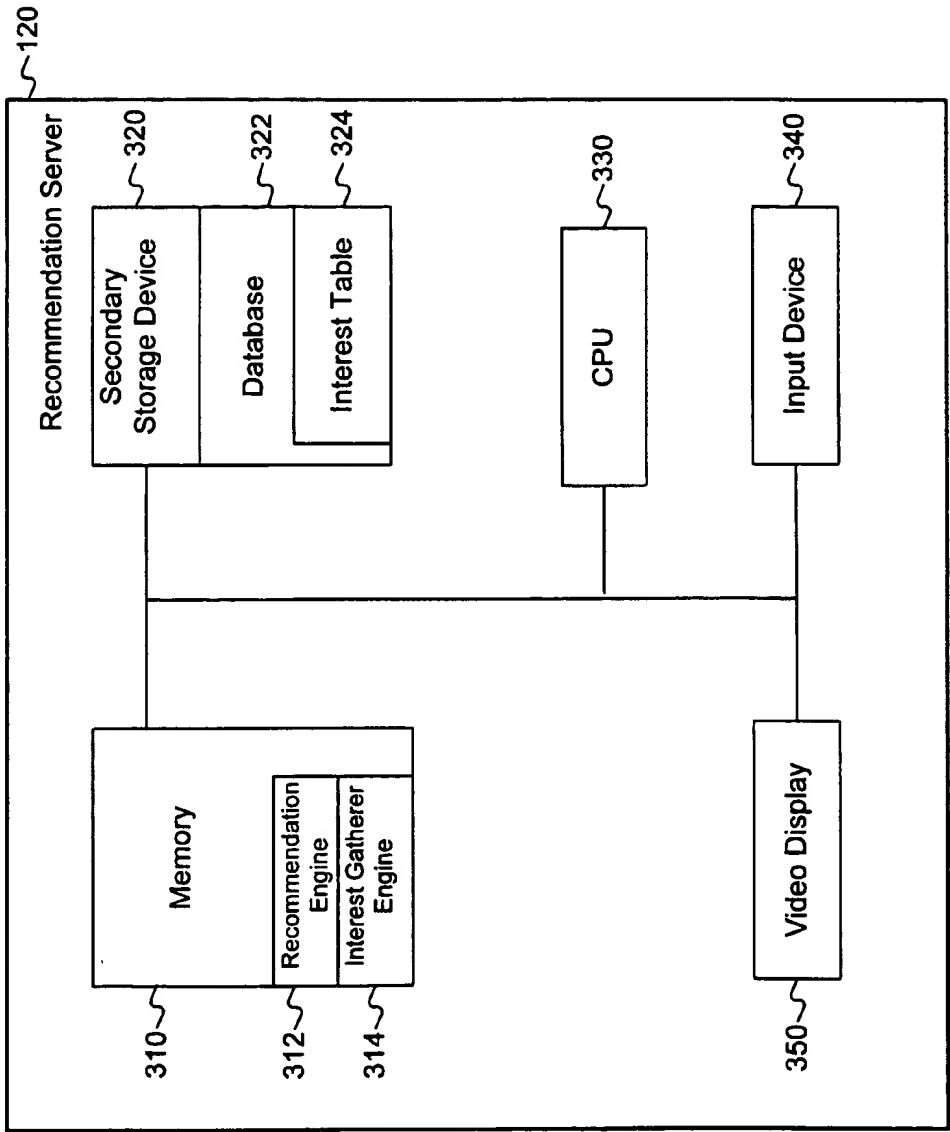 120
Recommendation Server
Memory
Recommendation
Engine
Interest Gatherer
Engine
310
312
314
Secondary
Storage Device
Database
Interest Table
320
322
324
CPU
330
Video Display
350
Input Device
340